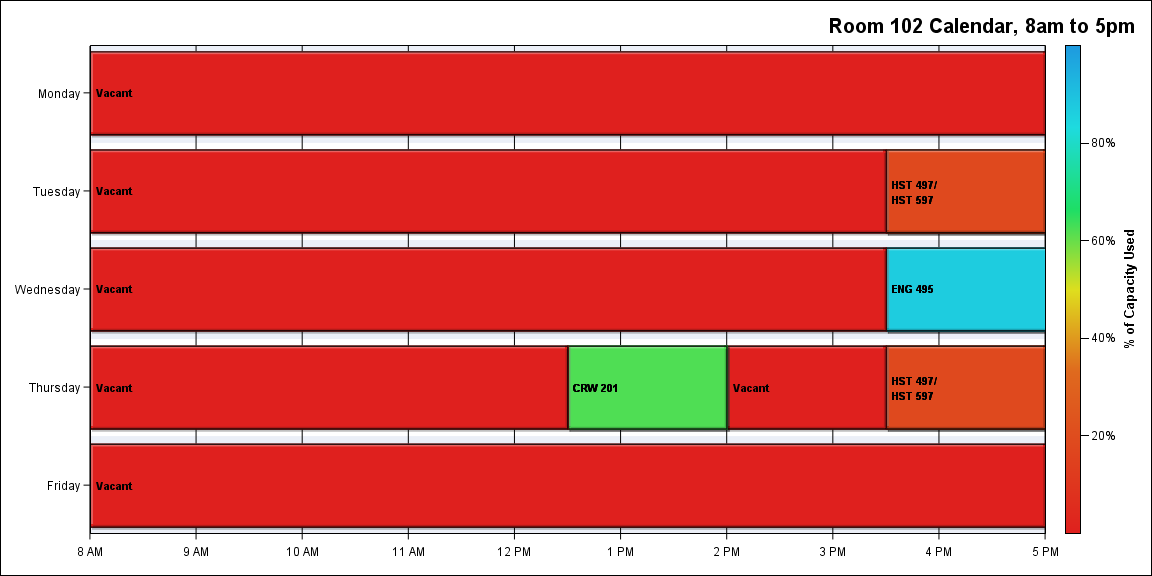 Room 102 Calendar, 8am to 5pm
Monday
Vacant
Tuesday
Vacant
HST 497/
HST 597
Wednesday
Vacant
ENG 495
Thursday
Vacant
CRW 201
Vacant
HST 497/
HST 597
Friday
Vacant
8 AM
9 AM
10 AM
11 AM
12 PM
1 PM
2 PM
3 PM
4 PM
5 PM
80%
60%
40%
20%
% of Capacity Used